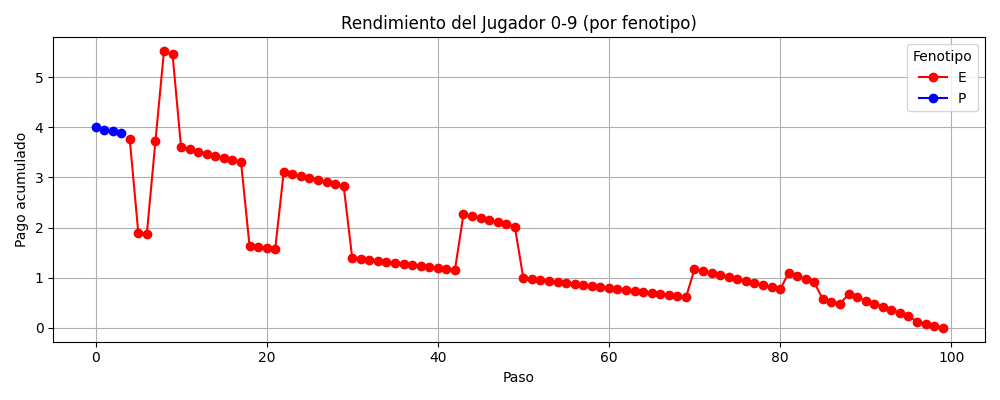 Rendimiento del Jugador 0-9 (por fenotipo)
Pago acumulado
5
4
3
2
1
0
Fenotipo
E
P
0 20 40 60 80 100
Paso